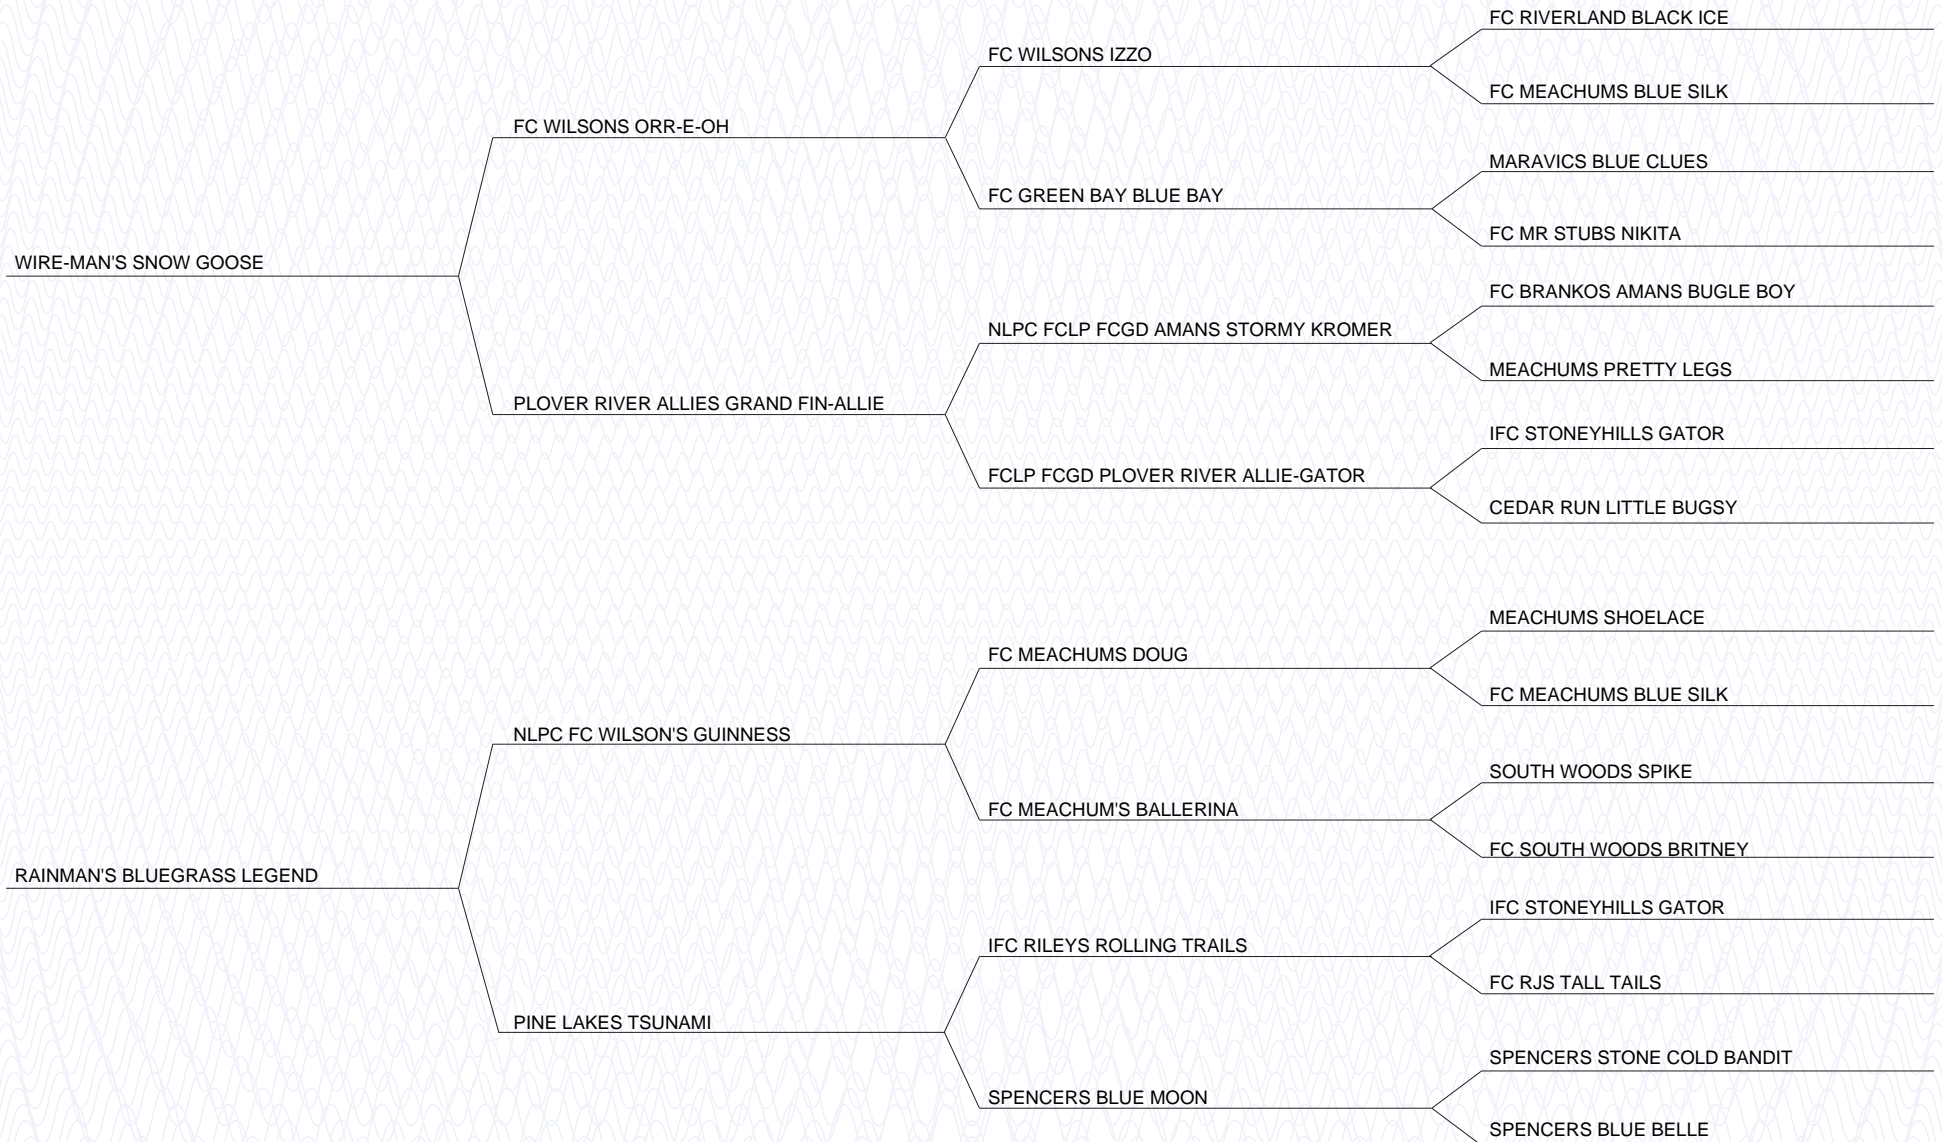 FC RIVERLAND BLACK ICE
FC WILSONS IZZO
FC MEACHUMS BLUE SILK
FC WILSONS ORR-E-OH
MARAVICS BLUE CLUES
FC GREEN BAY BLUE BAY
FC MR STUBS NIKITA
WIRE-MAN'S SNOW GOOSE
FC BRANKOS AMANS BUGLE BOY
NLPC FCLP FCGD AMANS STORMY KROMER
MEACHUMS PRETTY LEGS
PLOVER RIVER ALLIES GRAND FIN-ALLIE
IFC STONEYHILLS GATOR
FCLP FCGD PLOVER RIVER ALLIE-GATOR
CEDAR RUN LITTLE BUGSY
MEACHUMS SHOELACE
FC MEACHUMS DOUG
FC MEACHUMS BLUE SILK
NLPC FC WILSON'S GUINNESS
SOUTH WOODS SPIKE
FC MEACHUM'S BALLERINA
FC SOUTH WOODS BRITNEY
RAINMAN'S BLUEGRASS LEGEND
IFC STONEYHILLS GATOR
IFC RILEYS ROLLING TRAILS
FC RJS TALL TAILS
PINE LAKES TSUNAMI
SPENCERS STONE COLD BANDIT
SPENCERS BLUE MOON
SPENCERS BLUE BELLE